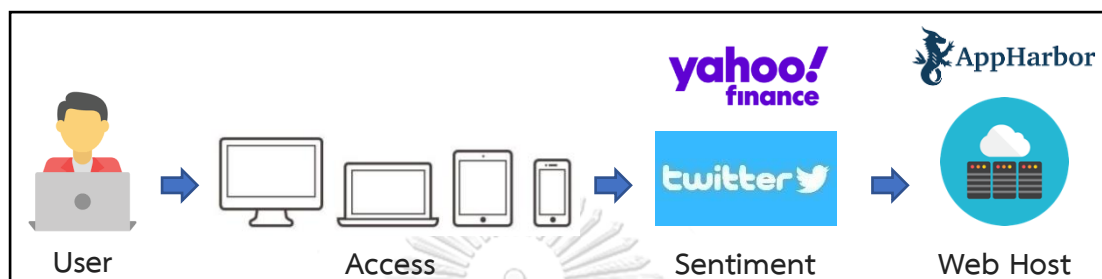 yahoo!
finance
AppHarbor
twitter
User
Access
Sentiment
Web Host